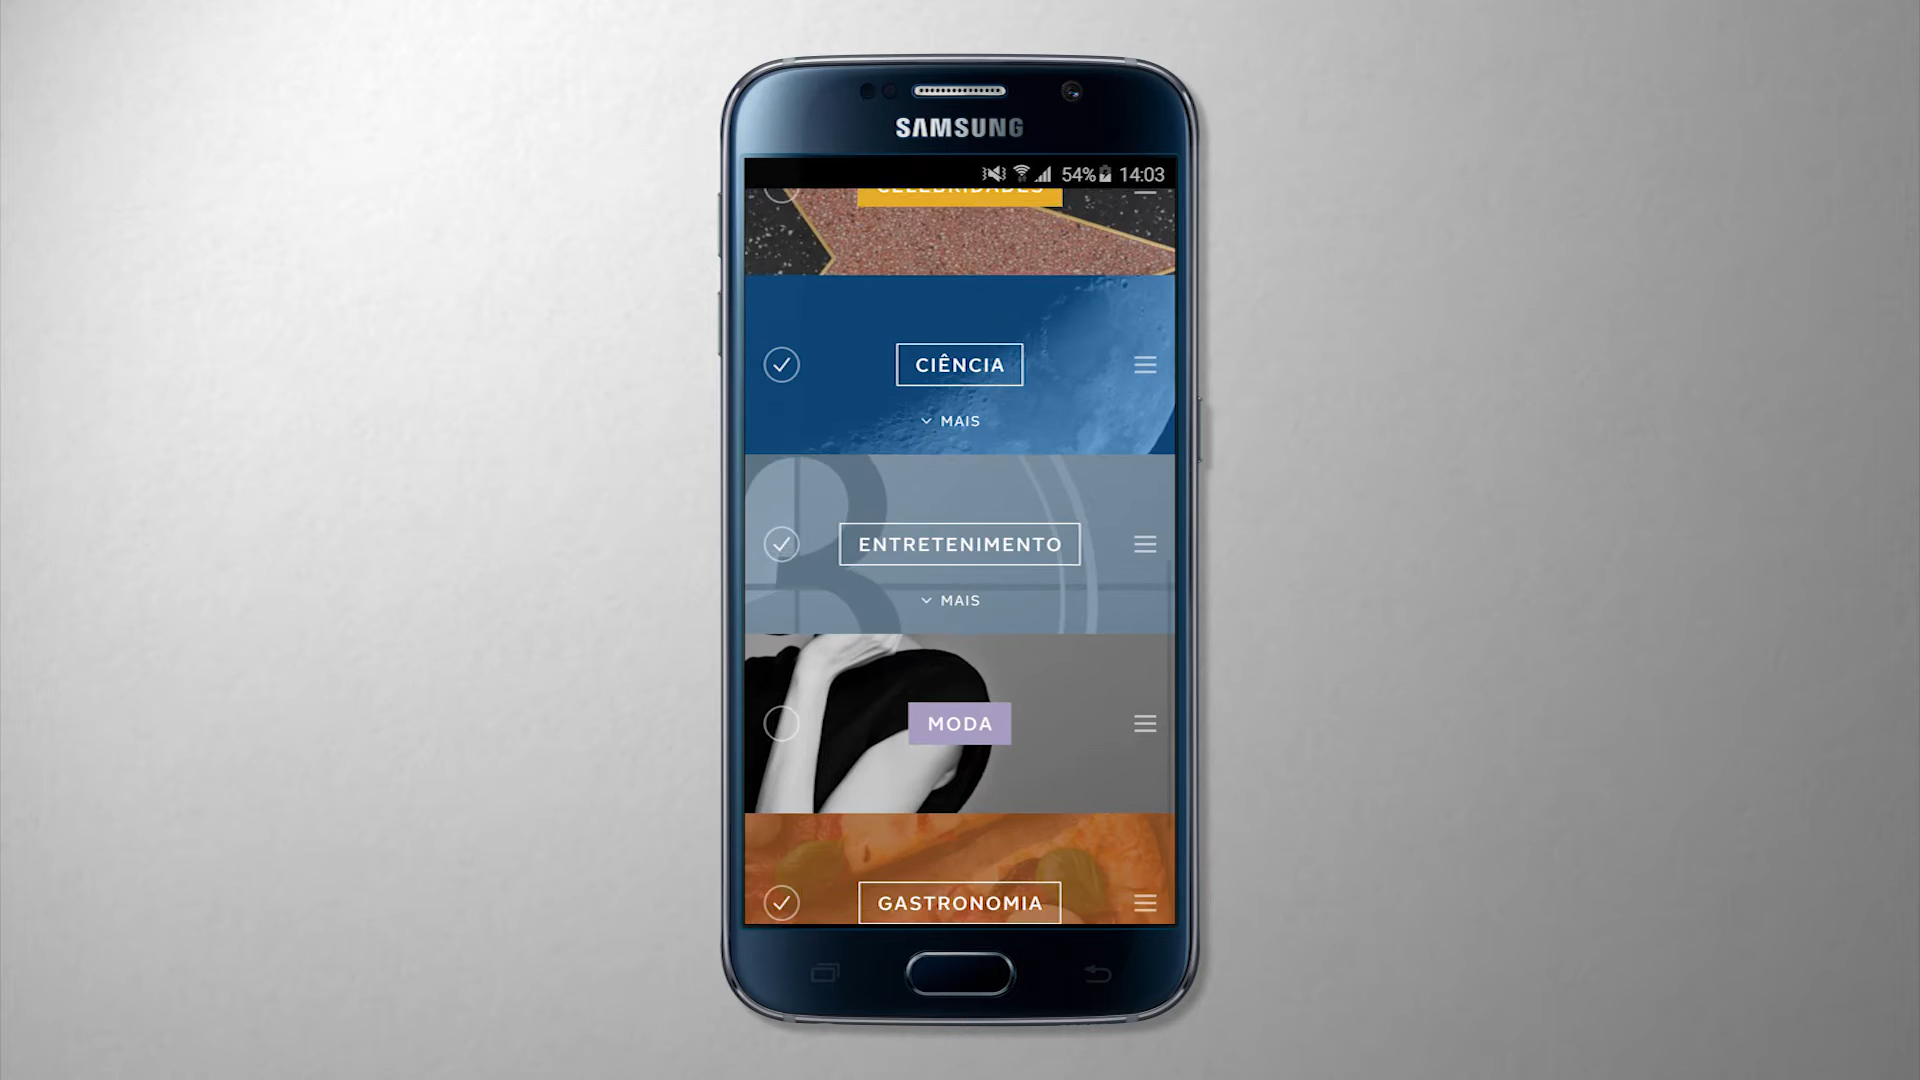 SAMSUNG
54% 14:03
CELEBRIDADES
CIÊNCIA
MAIS
ENTRETENIMENTO
MAIS
MODA
GASTRONOMIA